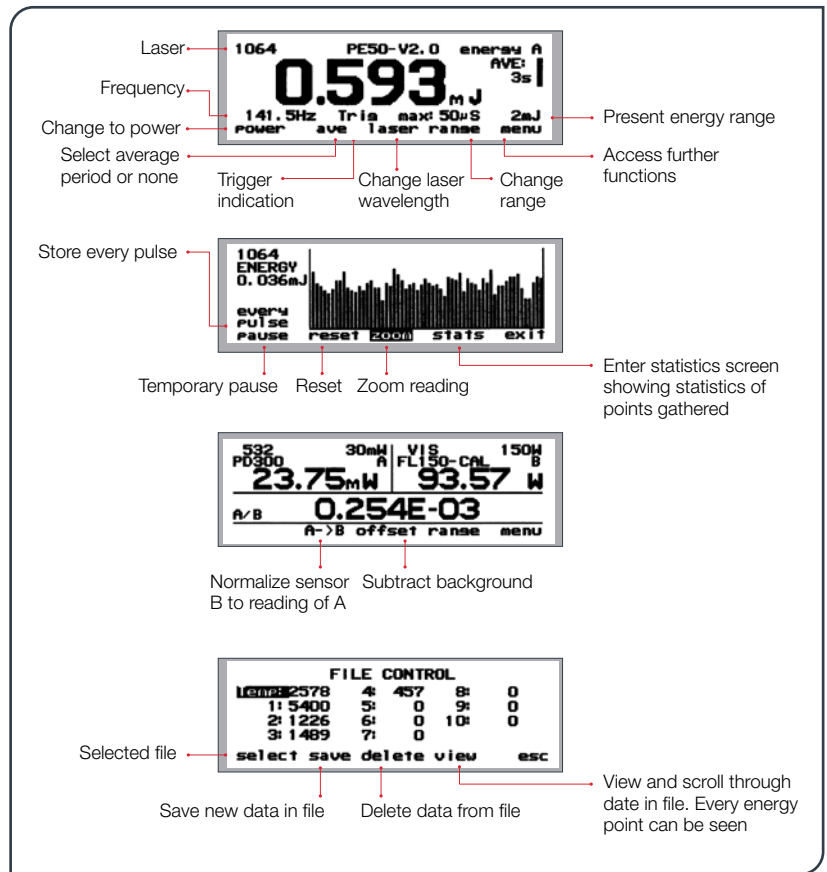 Laser
1064 PE50-V2.0 energy A
AVE:
3s
0.593 mJ
Frequency
141.5Hz Trig max: 50µS 2mJ
Present energy range
Change to power
power ave laser range menu
Select average
period or none
Trigger
indication
Change laser
wavelength
Change
range
Access further
functions
Store every pulse
1064
ENERGY
0.036mJ
every
pulse
pause reset zoom stats exit
Temporary pause Reset Zoom reading
Enter statistics screen
showing statistics of
points gathered
532 30mW VIS 150W
PD300 A FL150-CAL B
23.75mW 93.57 W
A/B 0.254E-03
A->B offset range menu
Normalize sensor
B to reading of A
Subtract background
FILE CONTROL
2578 4: 457 8: 0
1: 5400 5: 0 9: 0
2: 1226 6: 0 10: 0
3: 1489 7: 0
Selected file
select save delete view esc
Save new data in file Delete data from file
View and scroll through
date in file. Every energy
point can be seen